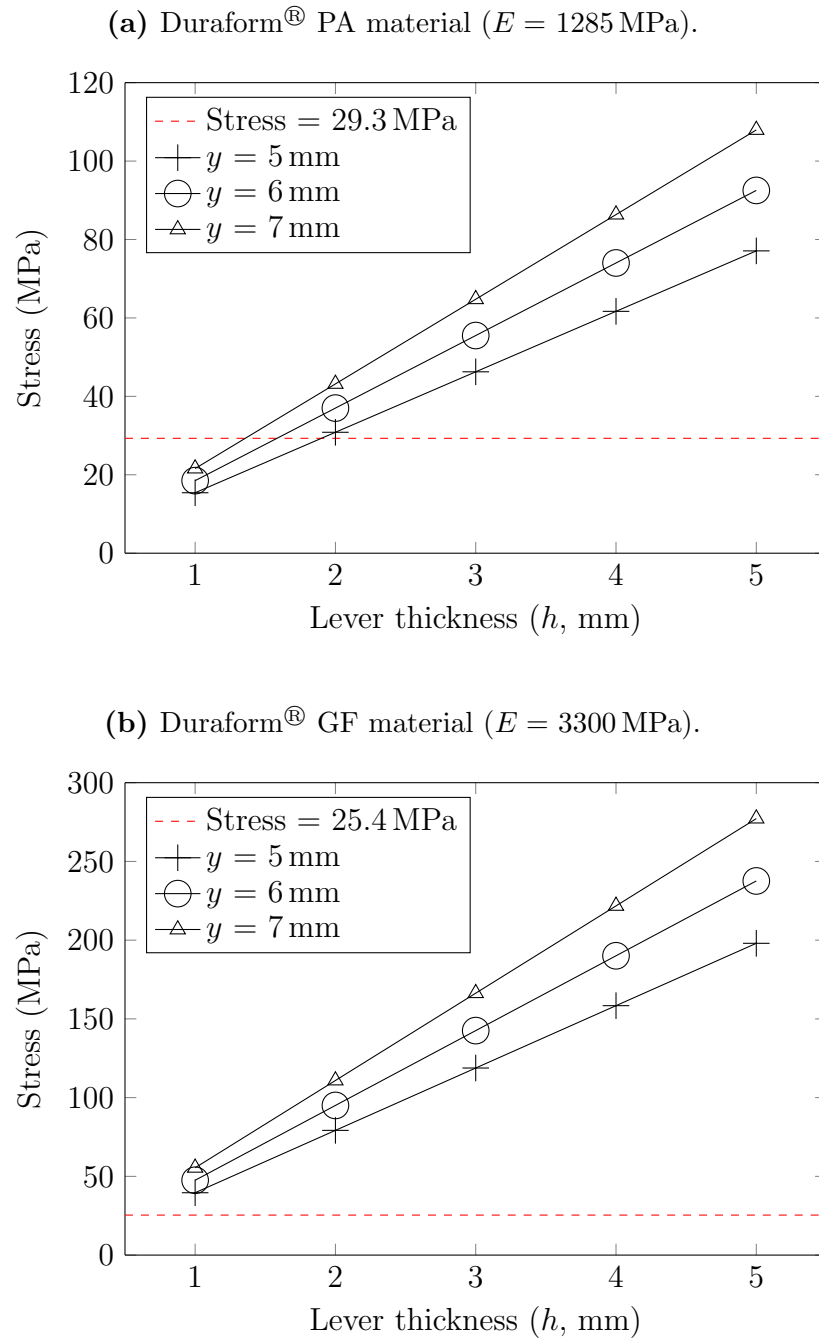 (a) Duraform® PA material (E = 1285 MPa).
120
100
80
60
40
20
0
Stress (MPa)
Stress = 29.3 MPa
y = 5 mm
y = 6 mm
y = 7 mm
1 2 3 4 5
Lever thickness (h, mm)
(b) Duraform® GF material (E = 3300 MPa).
300
250
200
150
100
50
0
Stress (MPa)
Stress = 25.4 MPa
y = 5 mm
y = 6 mm
y = 7 mm
1 2 3 4 5
Lever thickness (h, mm)